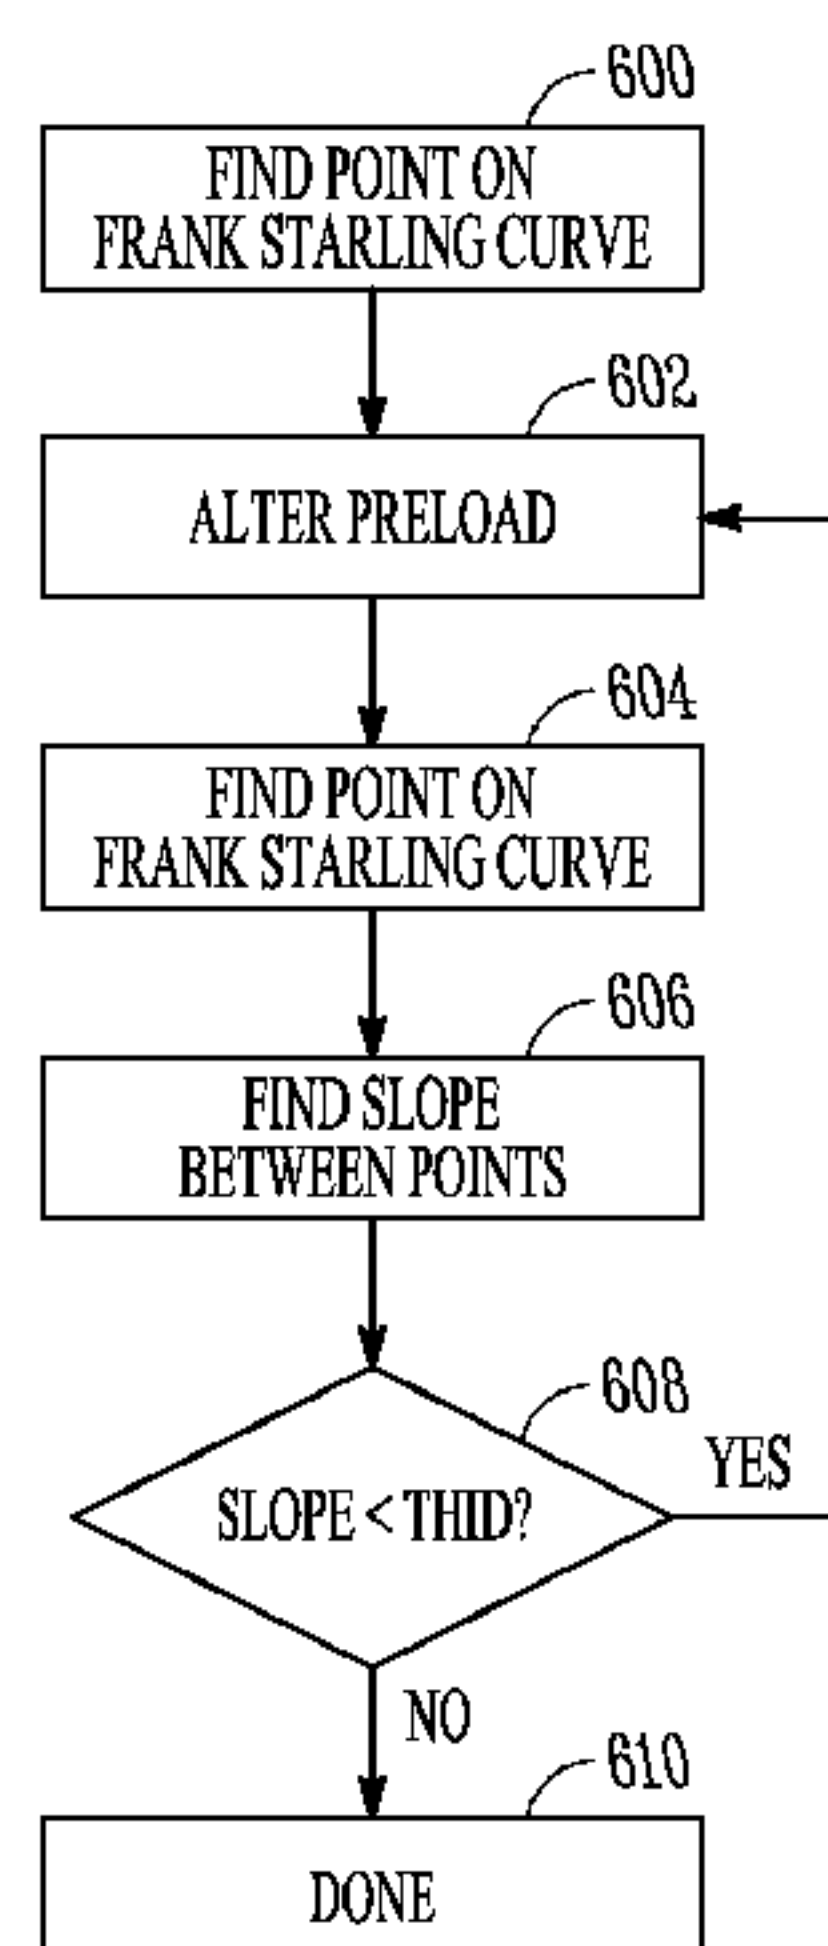 600
FIND POINT ON
FRANK STARLING CURVE
602
ALTER PRELOAD
604
FIND POINT ON
FRANK STARLING CURVE
606
FIND SLOPE
BETWEEN POINTS
608
SLOPE < THID?
YES
NO
610
DONE